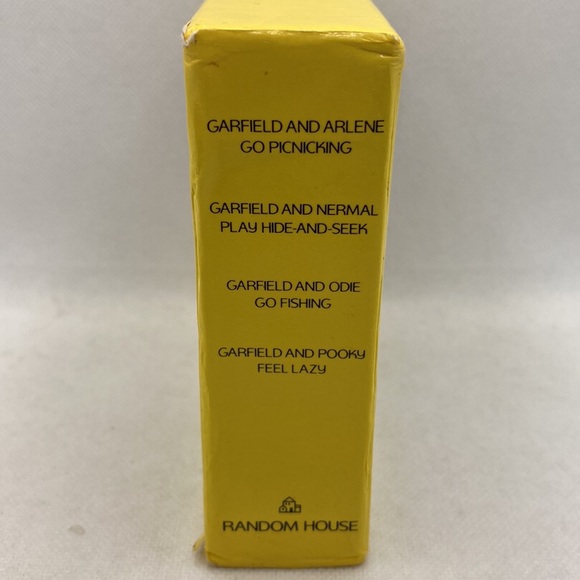 GARFIELD AND ARLENE
GO PICNICKING
GARFIELD AND NERMAL
PLAY HIDE-AND-SEEK
GARFIELD AND ODIE
GO FISHING
GARFIELD AND POOKY
FEEL LAZY
RANDOM HOUSE